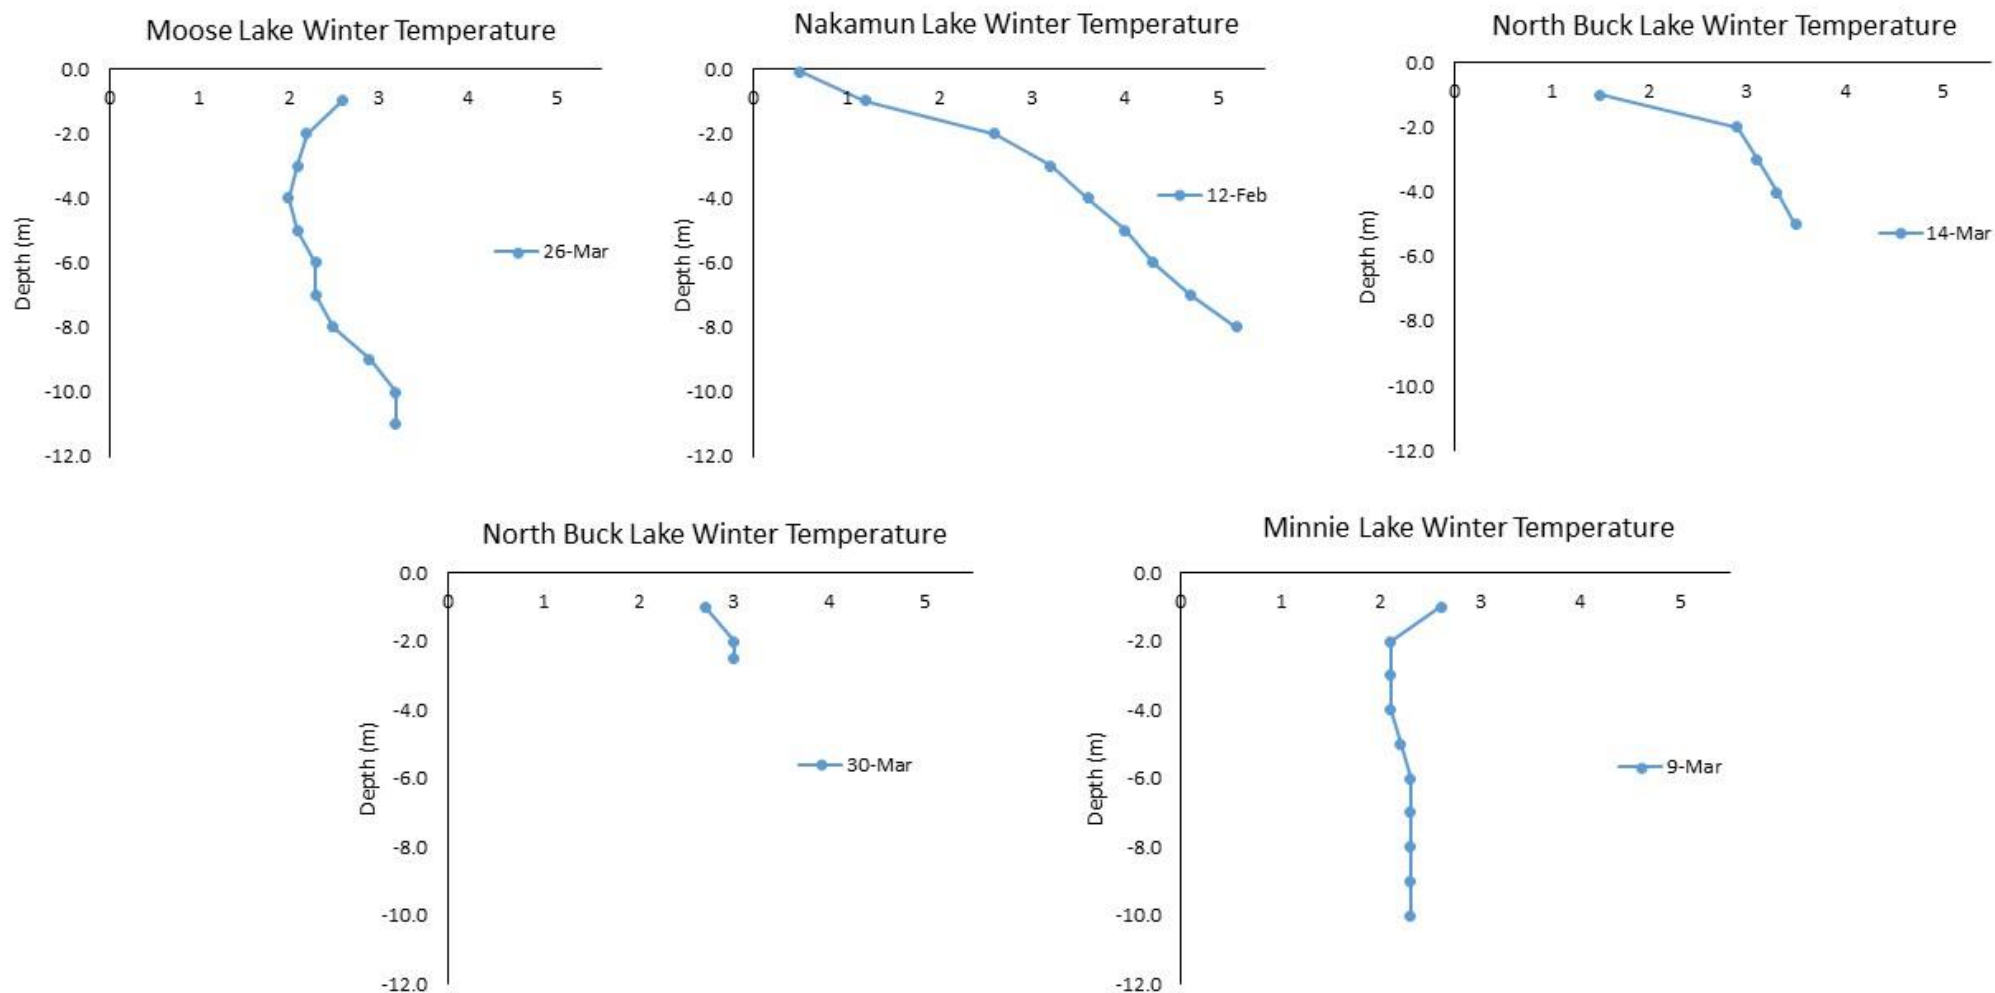 Moose Lake Winter Temperature
0.0
0 1 2 3 4 5
-2.0
-4.0
-6.0
-8.0
-10.0
-12.0
Depth (m)
26-Mar
Nakamun Lake Winter Temperature
0.0
0 1 2 3 4 5
-2.0
-4.0
-6.0
-8.0
-10.0
-12.0
Depth (m)
12-Feb
North Buck Lake Winter Temperature
0.0
0 1 2 3 4 5
-2.0
-4.0
-6.0
-8.0
-10.0
-12.0
Depth (m)
14-Mar
North Buck Lake Winter Temperature
0.0
0 1 2 3 4 5
-2.0
-4.0
-6.0
-8.0
-10.0
-12.0
Depth (m)
30-Mar
Minnie Lake Winter Temperature
0.0
0 1 2 3 4 5
-2.0
-4.0
-6.0
-8.0
-10.0
-12.0
Depth (m)
9-Mar